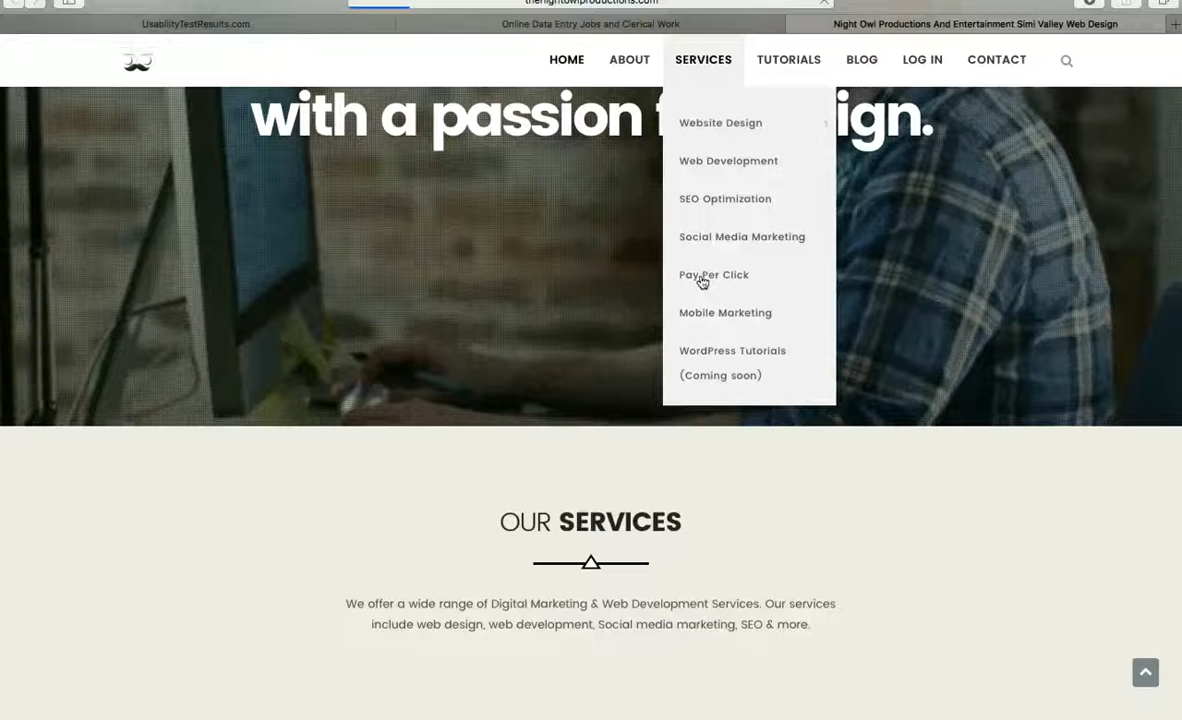 thenightowlproductions.com
UsabilityTestResults.com
Online Data Entry Jobs and Clerical Work
Night Owl Productions And Entertainment Simi Valley Web Design
HOME
ABOUT
SERVICES
TUTORIALS
BLOG
LOG IN
CONTACT
with a passion f ign.
Website Design
Web Development
SEO Optimization
Social Media Marketing
Pay Per Click
Mobile Marketing
WordPress Tutorials
(Coming soon)
OUR SERVICES
We offer a wide range of Digital Marketing & Web Development Services. Our services
include web design, web development, Social media marketing, SEO & more.